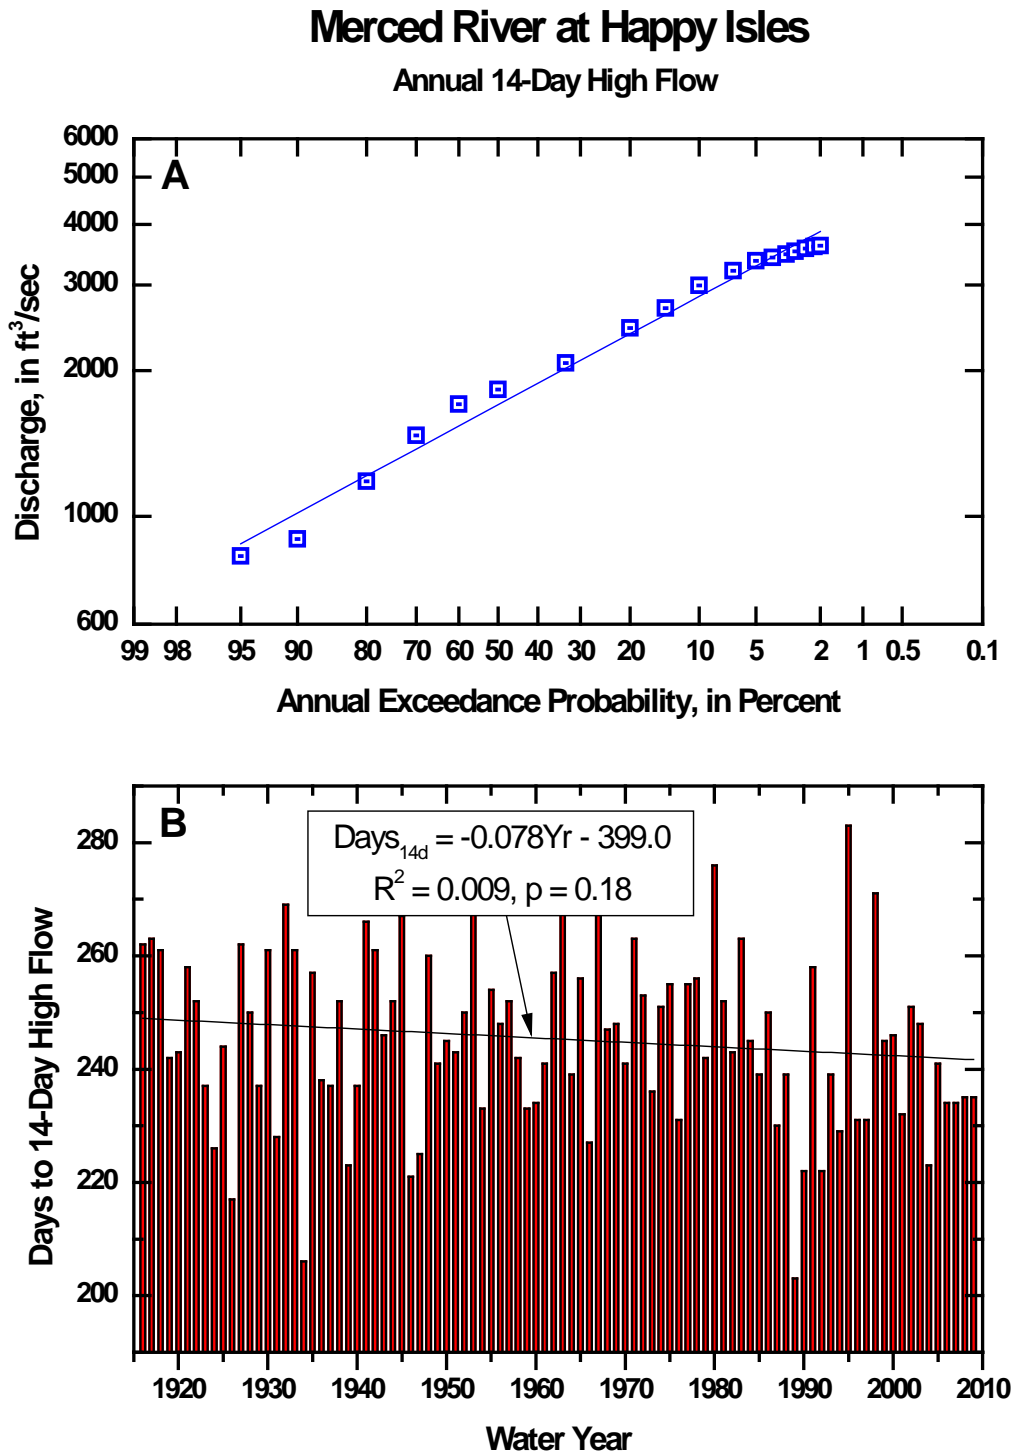 Merced River at Happy Isles
Annual 14-Day High Flow
A
6000
5000
4000
3000
2000
1000
600
Discharge, in ft³/sec
99 98 95 90 80 70 60 50 40 30 20 10 5 2 1 0.5 0.1
Annual Exceedance Probability, in Percent
B
Days₁₄d = -0.078Yr - 399.0
R² = 0.009, p = 0.18
280
260
240
220
200
Days to 14-Day High Flow
1920 1930 1940 1950 1960 1970 1980 1990 2000 2010
Water Year